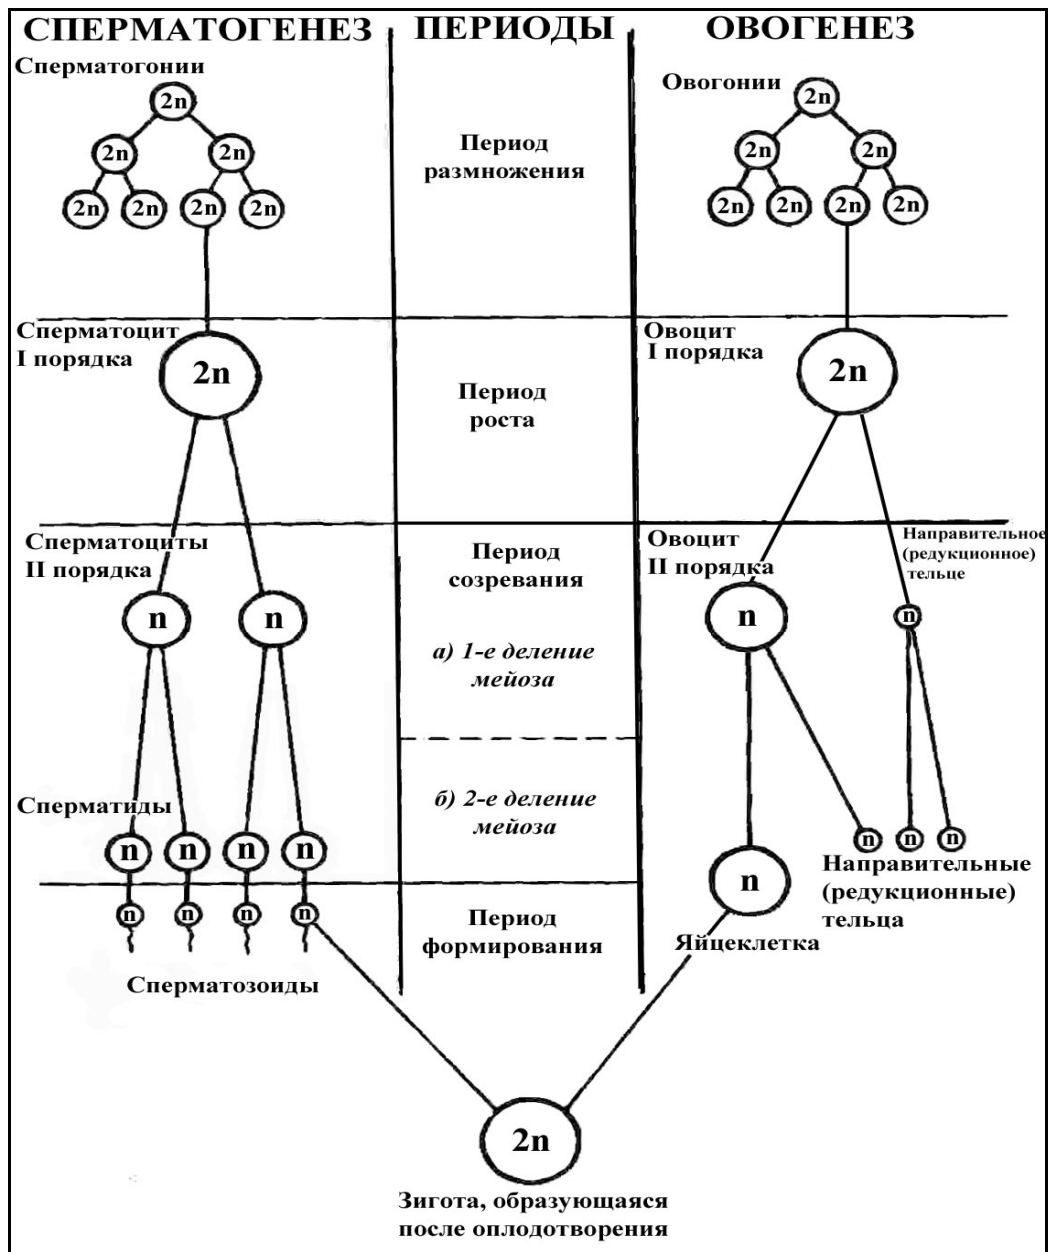 СПЕРМАТОГЕНЕЗ ПЕРИОДЫ ОВОГЕНЕЗ
Сперматогонии
Овогонии
2n
2n
2n 2n
2n 2n
Период
размножения
2n 2n 2n 2n
2n 2n 2n 2n
Сперматоцит
I порядка
Овоцит
I порядка
2n
2n
Период
роста
Сперматоциты
II порядка
Период
созревания
Овоцит
II порядка
Направительное
(редукционное)
тельце
n n
n
n
а) 1-е деление
мейоза
Сперматиды
б) 2-е деление
мейоза
n n n n
n n n
Направительные
(редукционные)
тельца
n
n n n n
Период
формирования
Яйцеклетка
Сперматозоиды
2n
Зигота, образующаяся
после оплодотворения